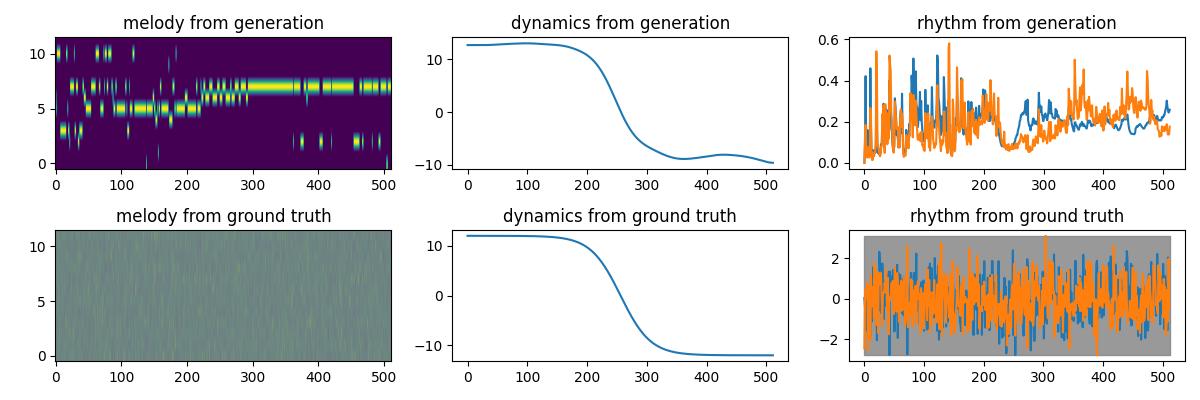 melody from generation
10
5
0
0 100 200 300 400 500
dynamics from generation
10
0
−10
0 100 200 300 400 500
rhythm from generation
0.6
0.4
0.2
0.0
0 100 200 300 400 500
melody from ground truth
10
5
0
0 100 200 300 400 500
dynamics from ground truth
10
0
−10
0 100 200 300 400 500
rhythm from ground truth
2
0
−2
0 100 200 300 400 500